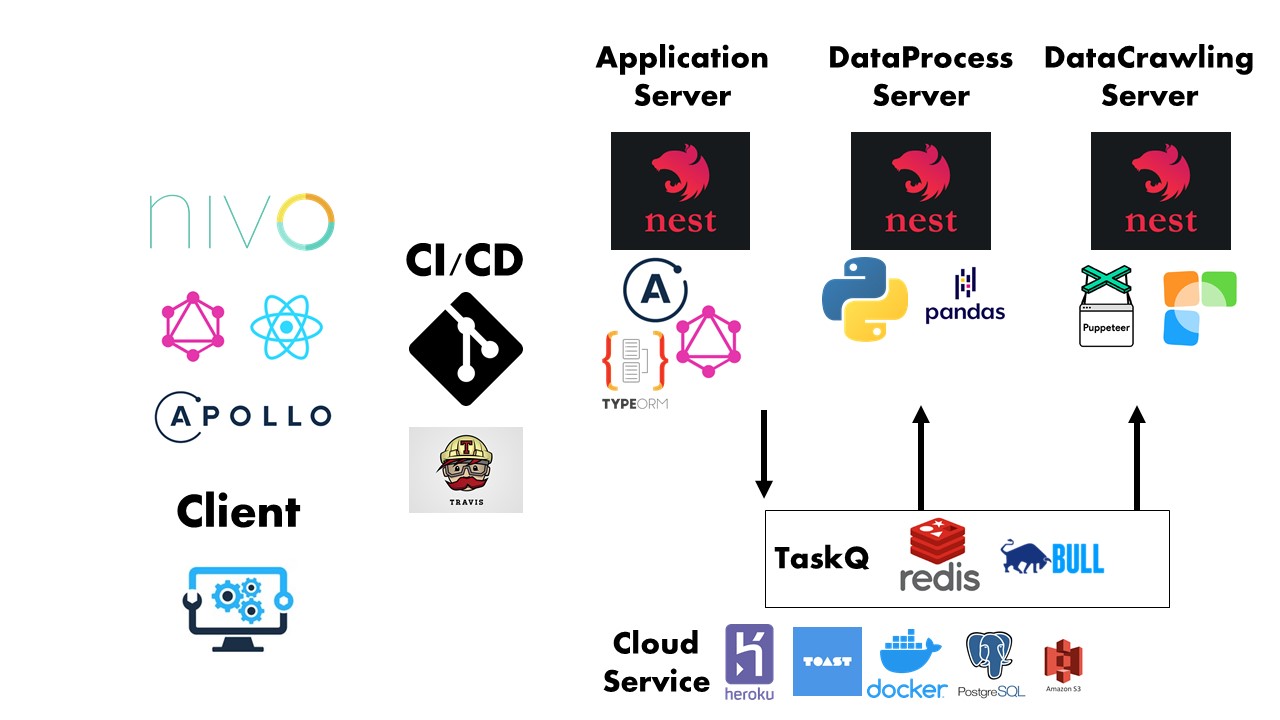 Application
Server
DataProcess
Server
DataCrawling
Server
nest
nest
nest
nivo
CI/CD
A
pandas
Puppeteer
TYPEORM
APOLLO
T
TRAVIS
Client
TaskQ
redis
BULL
Cloud
Service
heroku
TOAST
docker
PostgreSQL
Amazon S3